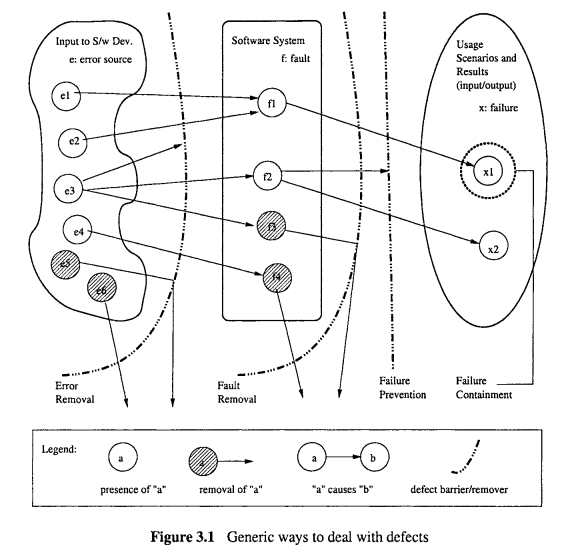 Input to S/w Dev.
e: error source
Software System
f: fault
Usage
Scenarios and
Results
(input/output)
x: failure
e1
e2
e3
e4
e5
e6
f1
f2
f3
f4
x1
x2
Error
Removal
Fault
Removal
Failure
Prevention
Failure
Containment
Legend:
a
a
a
b
presence of "a"
removal of "a"
"a" causes "b"
defect barrier/remover
Figure 3.1 Generic ways to deal with defects